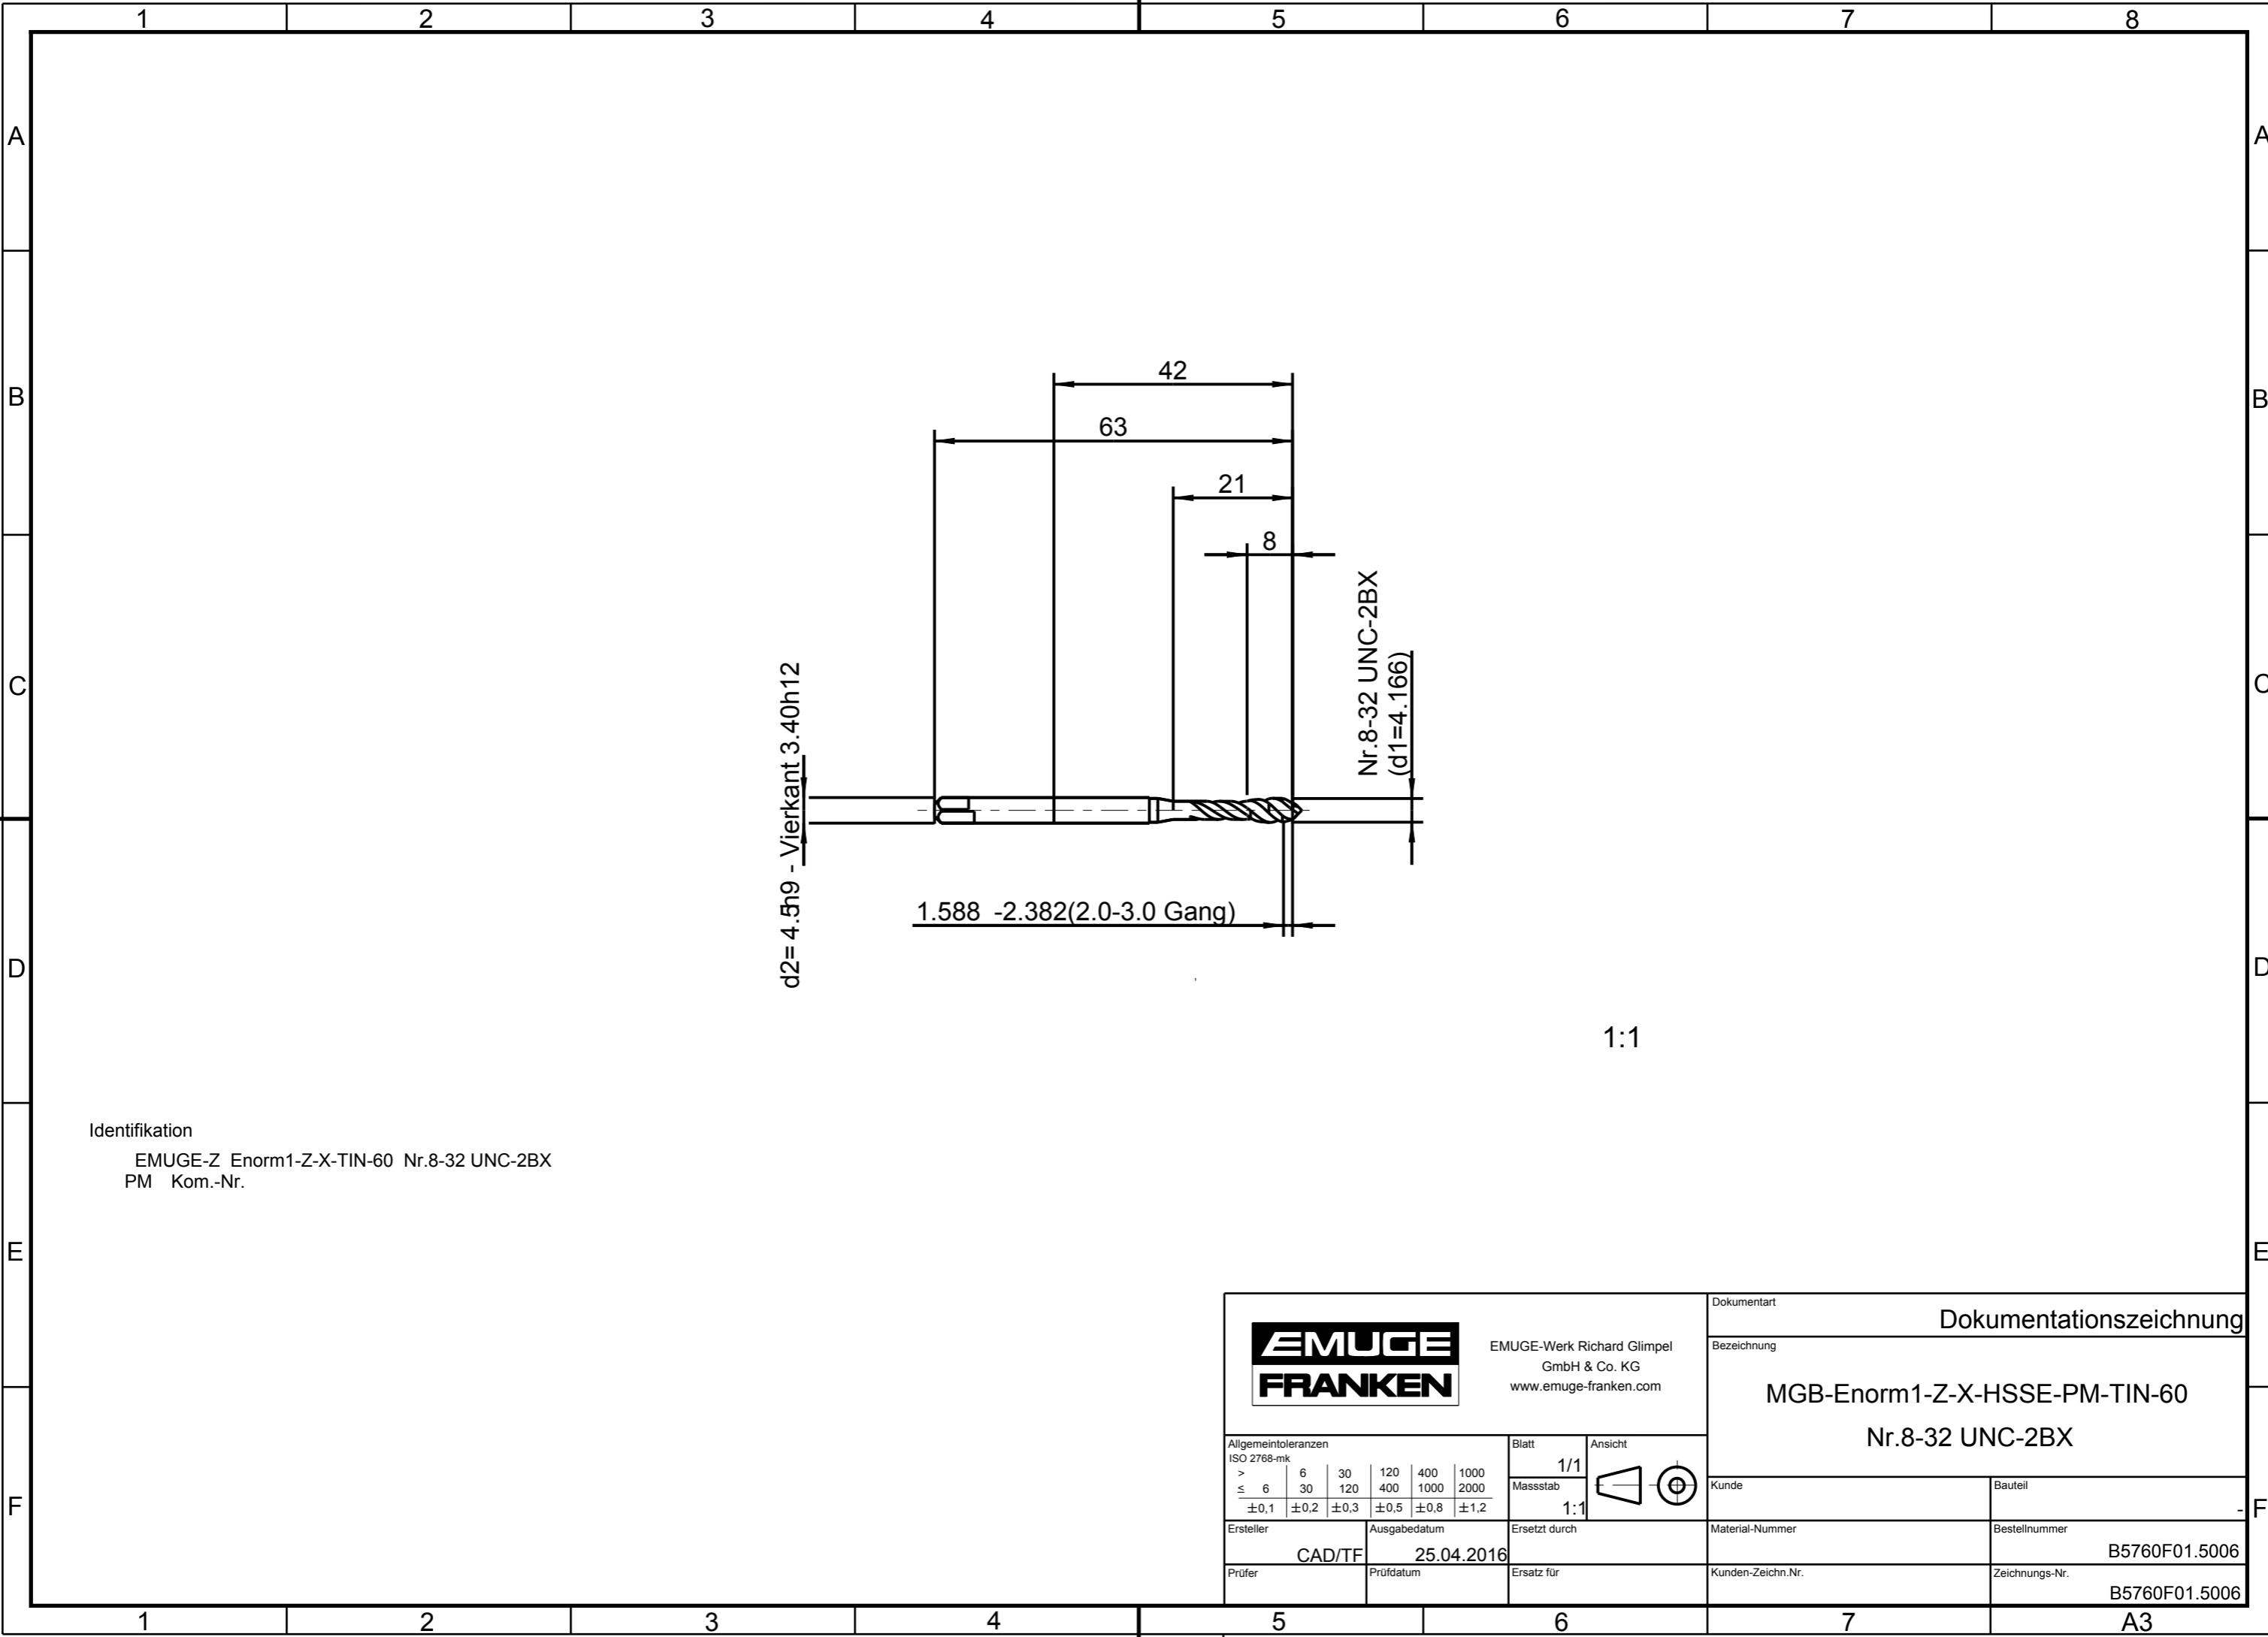 1 2 3 4 5 6 7 8
A A
B B
C C
D D
E E
F F
42
63
21
8
Nr.8-32 UNC-2BX
(d1=4.166)
d2= 4.5h9 - Vierkant 3.40h12
1.588 -2.382(2.0-3.0 Gang)
1:1
Identifikation
EMUGE-Z Enorm1-Z-X-TIN-60 Nr.8-32 UNC-2BX
PM Kom.-Nr.
EMUGE
FRANKEN
EMUGE-Werk Richard Glimpel
GmbH & Co. KG
www.emuge-franken.com
Dokumentart
Dokumentationszeichnung
Bezeichnung
MGB-Enorm1-Z-X-HSSE-PM-TIN-60
Nr.8-32 UNC-2BX
Allgemeintoleranzen
ISO 2768-mk
> 6 30 120 400 1000
≤ 6 30 120 400 1000 2000
±0,1 ±0,2 ±0,3 ±0,5 ±0,8 ±1,2
Blatt
1/1
Ansicht
Massstab
1:1
Kunde
Bauteil
-
Ersteller
CAD/TF
Ausgabedatum
25.04.2016
Ersetzt durch
Material-Nummer
Bestellnummer
B5760F01.5006
Prüfer
Prüfdatum
Ersatz für
Kunden-Zeichn.Nr.
Zeichnungs-Nr.
B5760F01.5006
1 2 3 4 5 6 7 A3